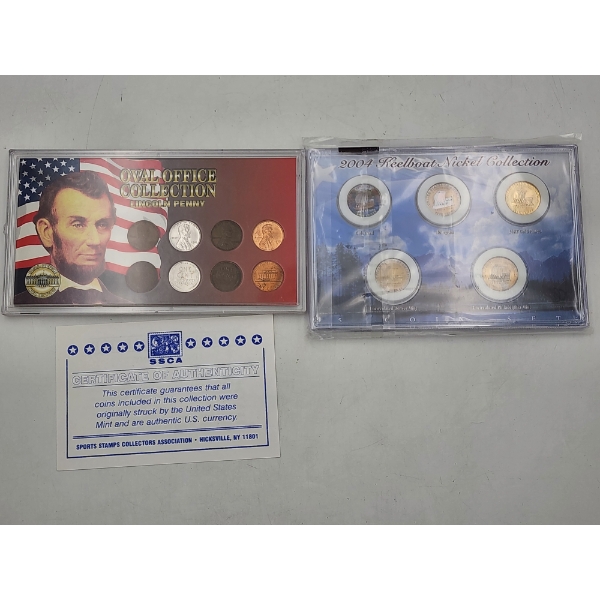 OVAL OFFICE
COLLECTION
LINCOLN PENNY
2004 Keelboat Nickel Collection
SSCA
CERTIFICATE OF AUTHENTICITY
This certificate guarantees that all
coins included in this collection were
originally struck by the United States
Mint and are authentic U.S. currency.
SPORTS STAMPS COLLECTORS ASSOCIATION • HICKSVILLE, NY 11801